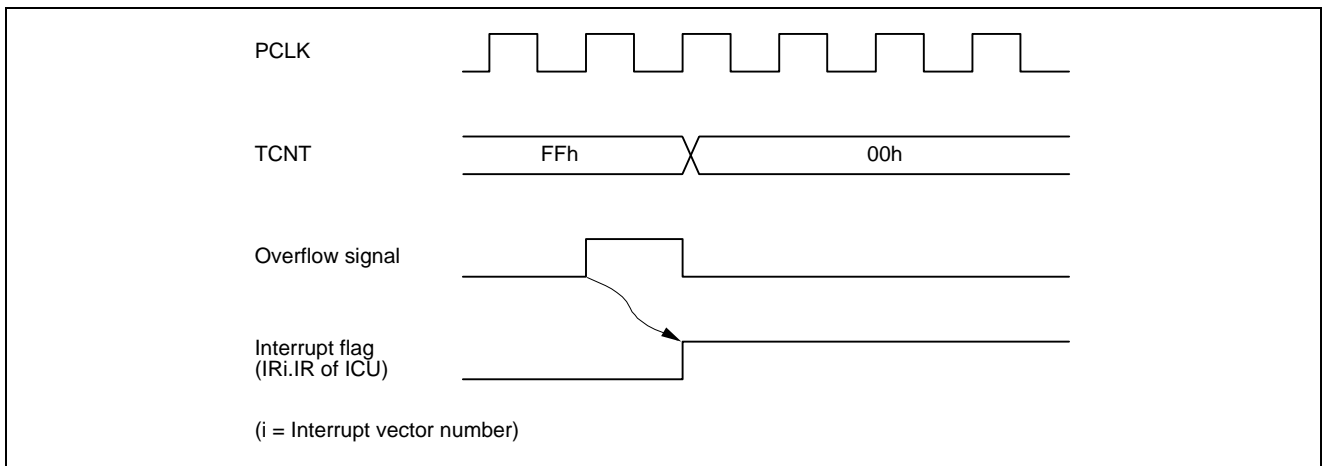 PCLK
TCNT
FFh
00h
Overflow signal
Interrupt flag
(IRi.IR of ICU)
(i = Interrupt vector number)